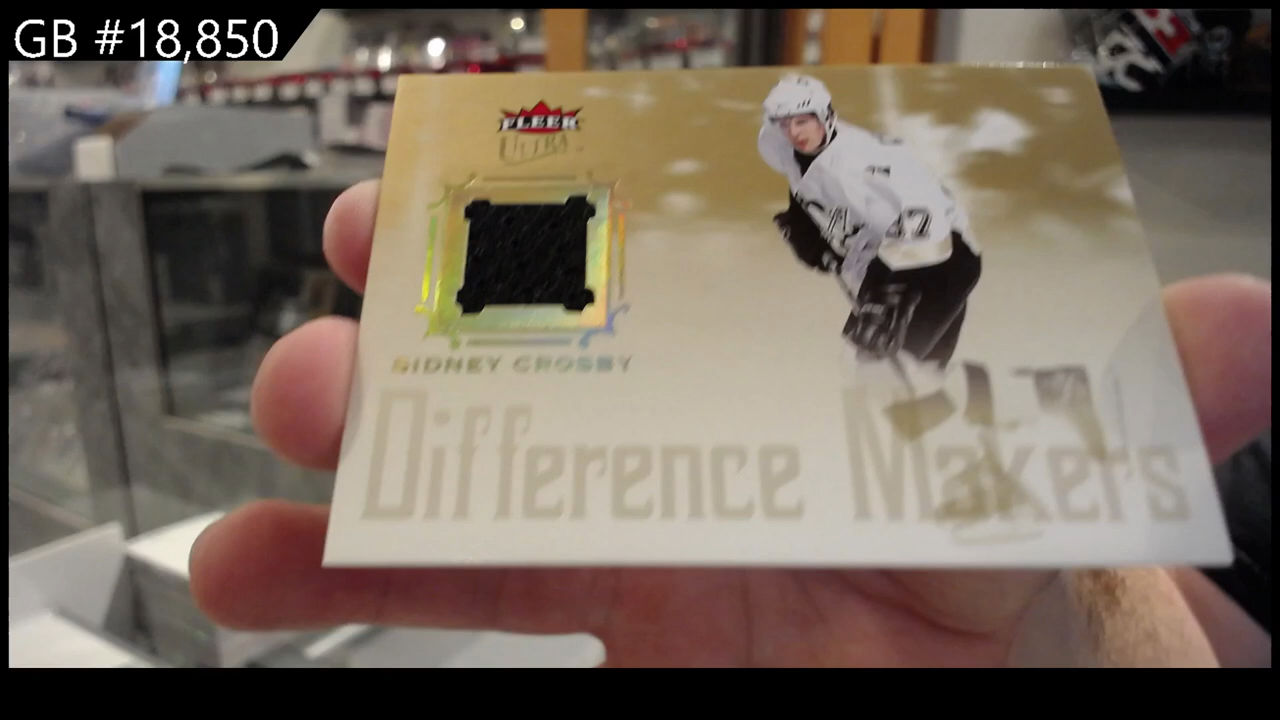 GB #18,850
FLEER
ULTRA
SIDNEY CROSBY
Difference Makers